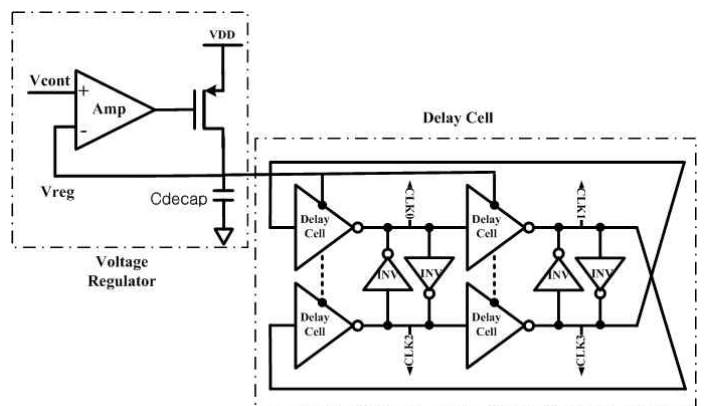 VDD
Vcont
+
Amp
-
Vreg
Cdecap
Voltage
Regulator
Delay Cell
Delay
Cell
CLK0
Delay
Cell
CLK1
INV
INV
INV
INV
Delay
Cell
CLK2
Delay
Cell
CLK3